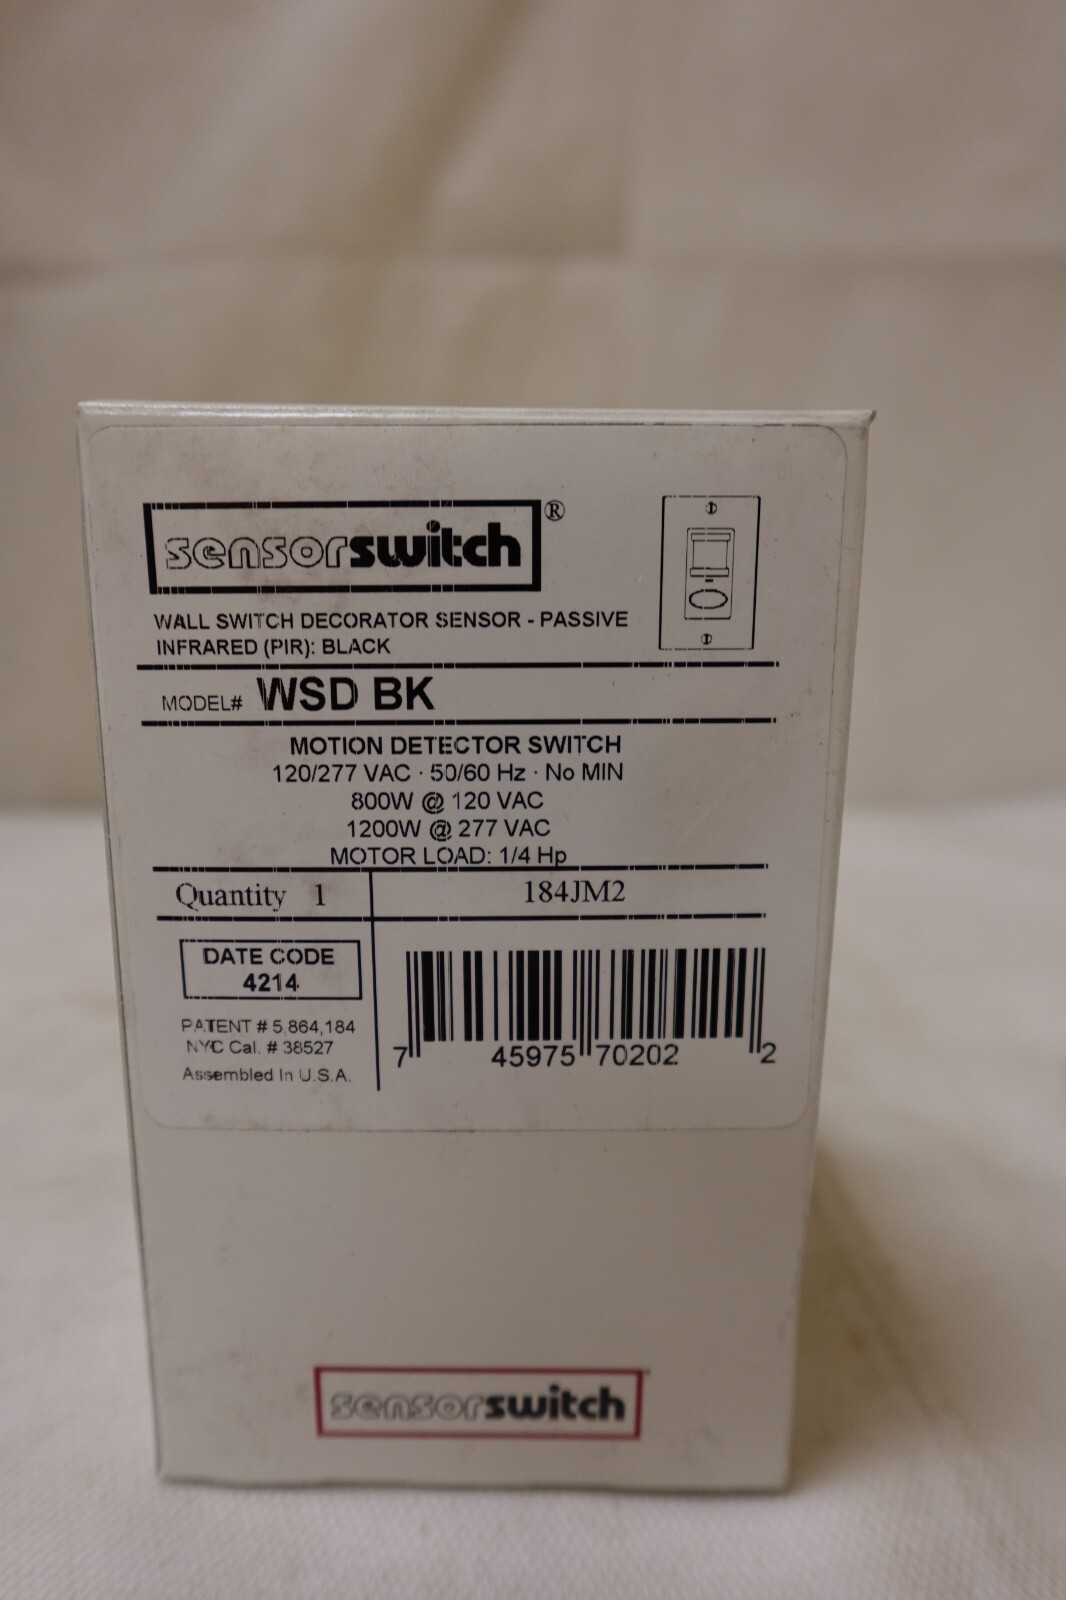 sensorswitch®
WALL SWITCH DECORATOR SENSOR - PASSIVE
INFRARED (PIR): BLACK
MODEL# WSD BK
MOTION DETECTOR SWITCH
120/277 VAC · 50/60 Hz · No MIN
800W @ 120 VAC
1200W @ 277 VAC
MOTOR LOAD: 1/4 Hp
Quantity 1
184JM2
DATE CODE
4214
PATENT # 5,864,184
NYC Cal. # 38527
Assembled In U.S.A.
7 45975 70202 2
sensorswitch